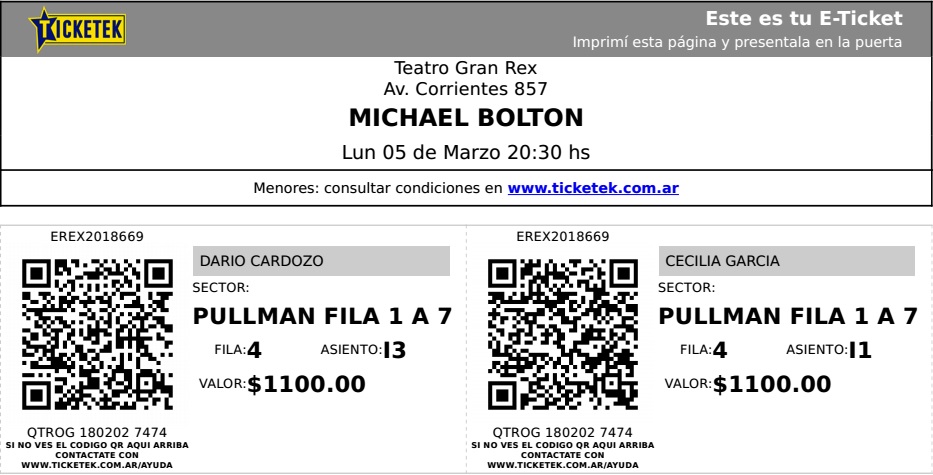 TICKETEK
Este es tu E-Ticket
Imprimí esta página y presentala en la puerta
Teatro Gran Rex
Av. Corrientes 857
MICHAEL BOLTON
Lun 05 de Marzo 20:30 hs
Menores: consultar condiciones en www.ticketek.com.ar
EREX2018669
DARIO CARDOZO
SECTOR:
PULLMAN FILA 1 A 7
FILA:4 ASIENTO:I3
VALOR:$1100.00
QTROG 180202 7474
SI NO VES EL CODIGO QR AQUI ARRIBA
CONTACTATE CON
WWW.TICKETEK.COM.AR/AYUDA
EREX2018669
CECILIA GARCIA
SECTOR:
PULLMAN FILA 1 A 7
FILA:4 ASIENTO:I1
VALOR:$1100.00
QTROG 180202 7474
SI NO VES EL CODIGO QR AQUI ARRIBA
CONTACTATE CON
WWW.TICKETEK.COM.AR/AYUDA